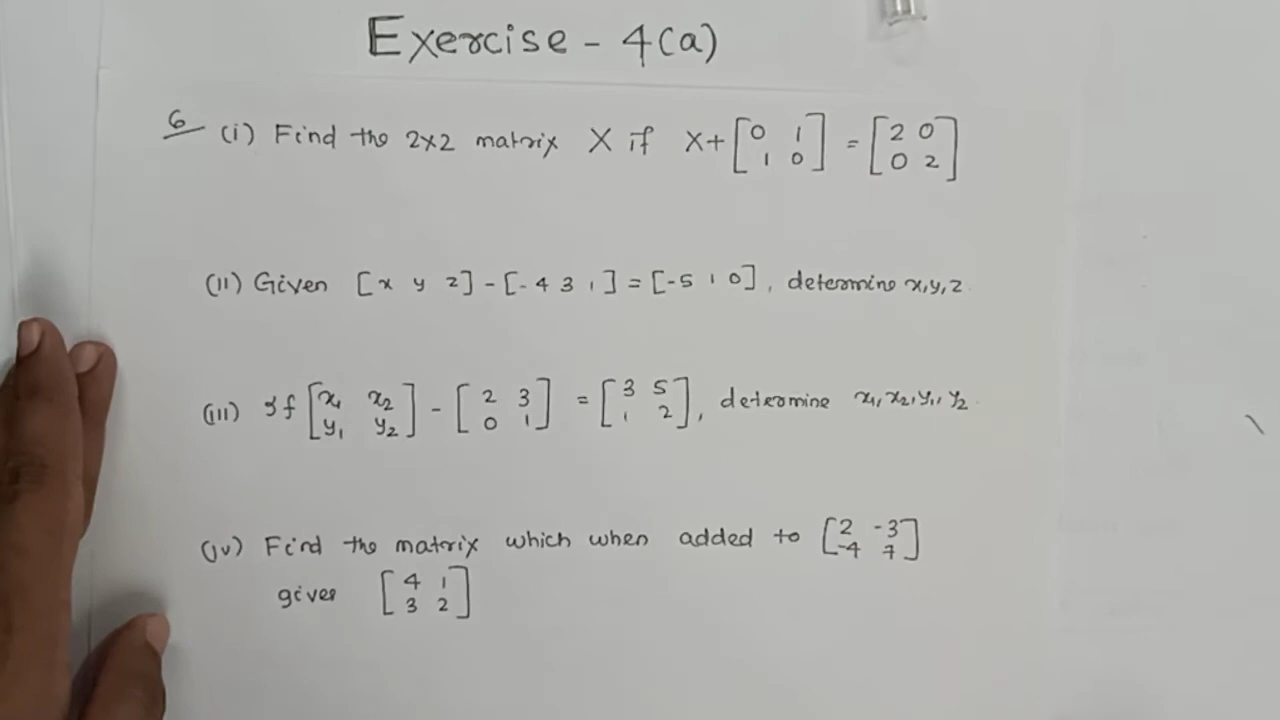 Exercise - 4(a)
6 (i) Find the 2x2 matrix X if X+[0 1
1 0] = [2 0
0 2]
(ii) Given [x y z] - [-4 3 1] = [-5 1 0], determine x,y,z.
(iii) If [x1 x2
y1 y2] - [2 3
0 1] = [3 5
1 2], determine x1,x2,y1,y2.
(iv) Find the matrix which when added to [2 -3
-4 7]
gives [4 1
3 2]